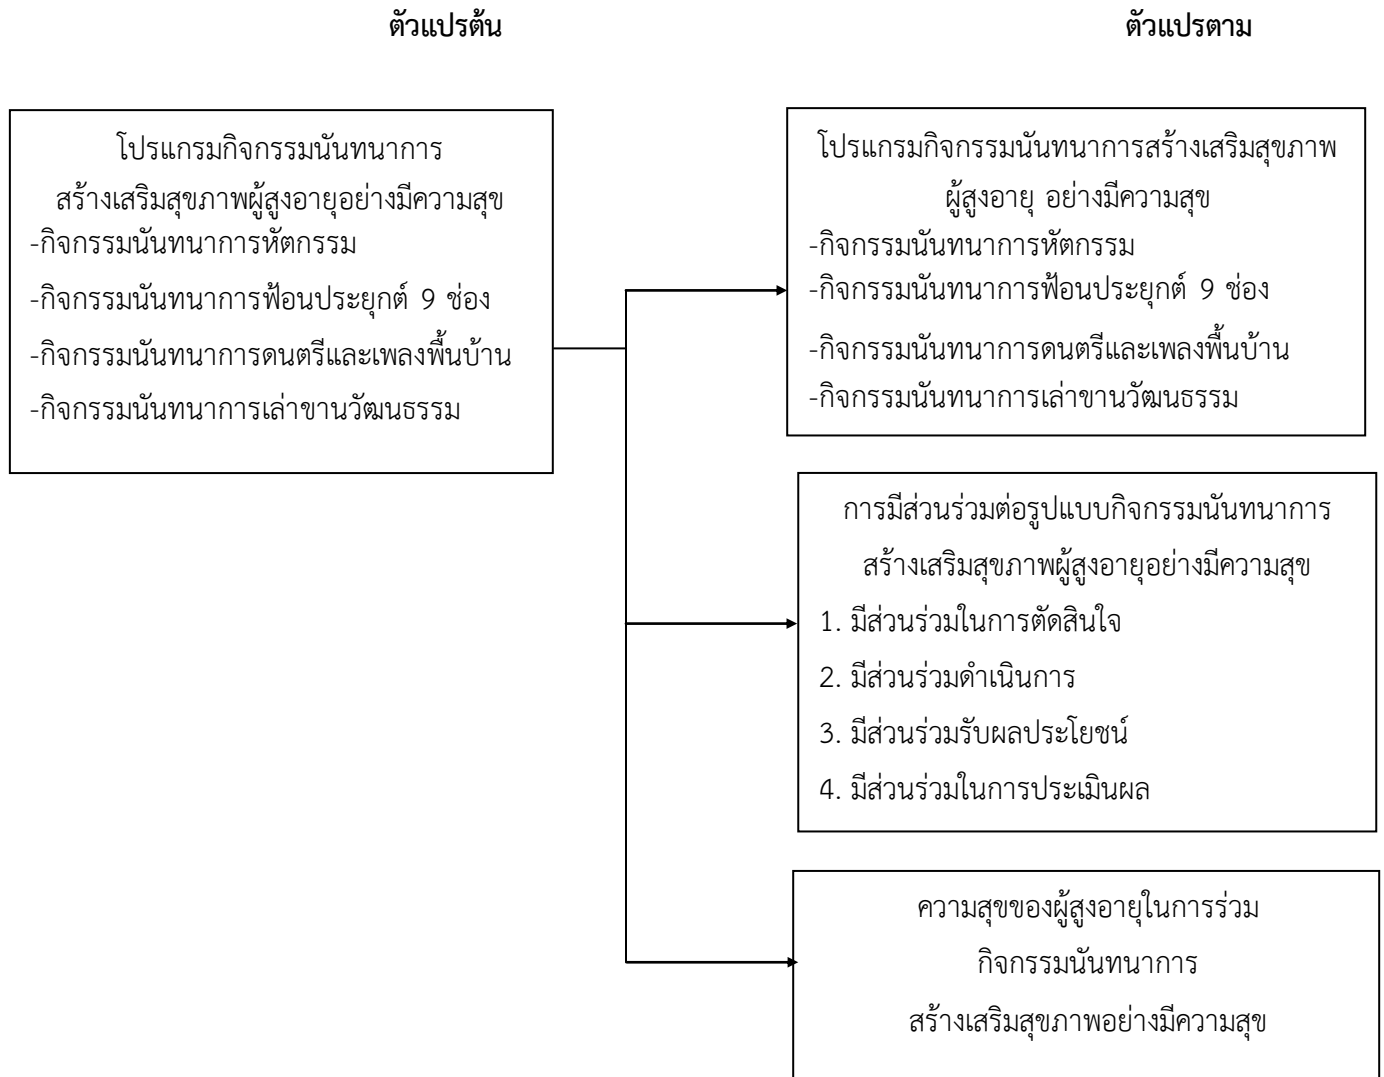 ตัวแปรต้น
ตัวแปรตาม
โปรแกรมกิจกรรมนันทนาการ
สร้างเสริมสุขภาพผู้สูงอายุอย่างมีความสุข
-กิจกรรมนันทนาการหัตกรรม
-กิจกรรมนันทนาการฟ้อนประยุกต์ 9 ช่อง
-กิจกรรมนันทนาการดนตรีและเพลงพื้นบ้าน
-กิจกรรมนันทนาการเล่าขานวัฒนธรรม
โปรแกรมกิจกรรมนันทนาการสร้างเสริมสุขภาพ
ผู้สูงอายุ อย่างมีความสุข
-กิจกรรมนันทนาการหัตกรรม
-กิจกรรมนันทนาการฟ้อนประยุกต์ 9 ช่อง
-กิจกรรมนันทนาการดนตรีและเพลงพื้นบ้าน
-กิจกรรมนันทนาการเล่าขานวัฒนธรรม
การมีส่วนร่วมต่อรูปแบบกิจกรรมนันทนาการ
สร้างเสริมสุขภาพผู้สูงอายุอย่างมีความสุข
1. มีส่วนร่วมในการตัดสินใจ
2. มีส่วนร่วมดำเนินการ
3. มีส่วนร่วมรับผลประโยชน์
4. มีส่วนร่วมในการประเมินผล
ความสุขของผู้สูงอายุในการร่วม
กิจกรรมนันทนาการ
สร้างเสริมสุขภาพอย่างมีความสุข